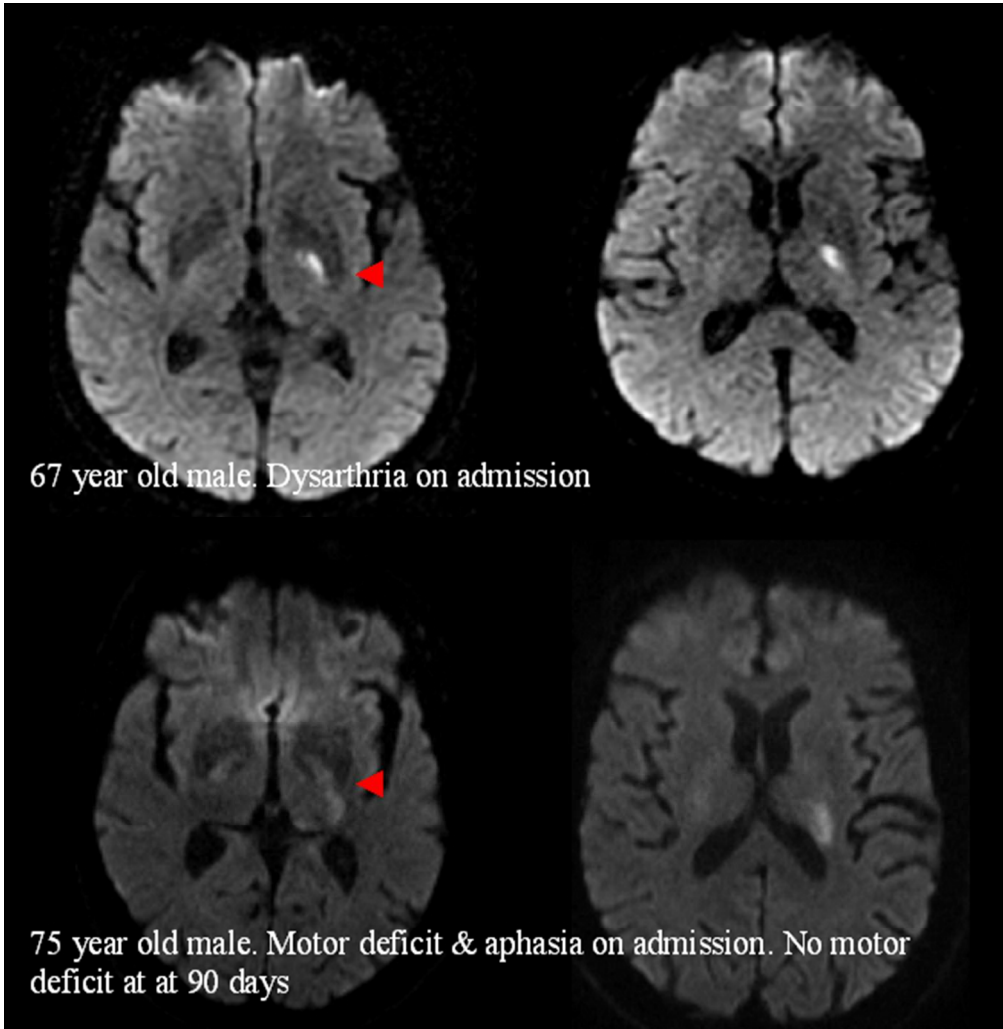 67 year old male. Dysarthria on admission
75 year old male. Motor deficit & aphasia on admission. No motor
deficit at at 90 days